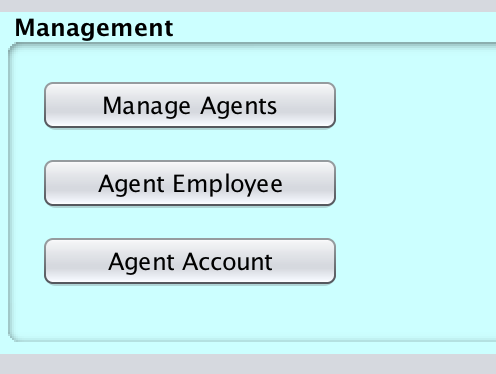 Management
Manage Agents
Agent Employee
Agent Account